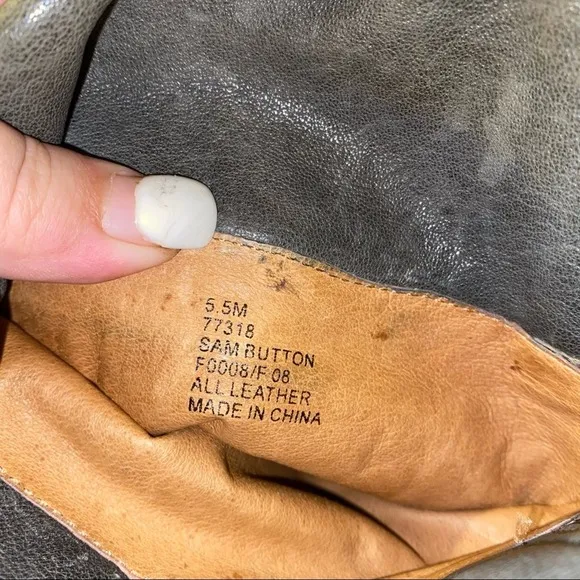 5.5M
77318
SAM BUTTON
F0008/F 08
ALL LEATHER
MADE IN CHINA